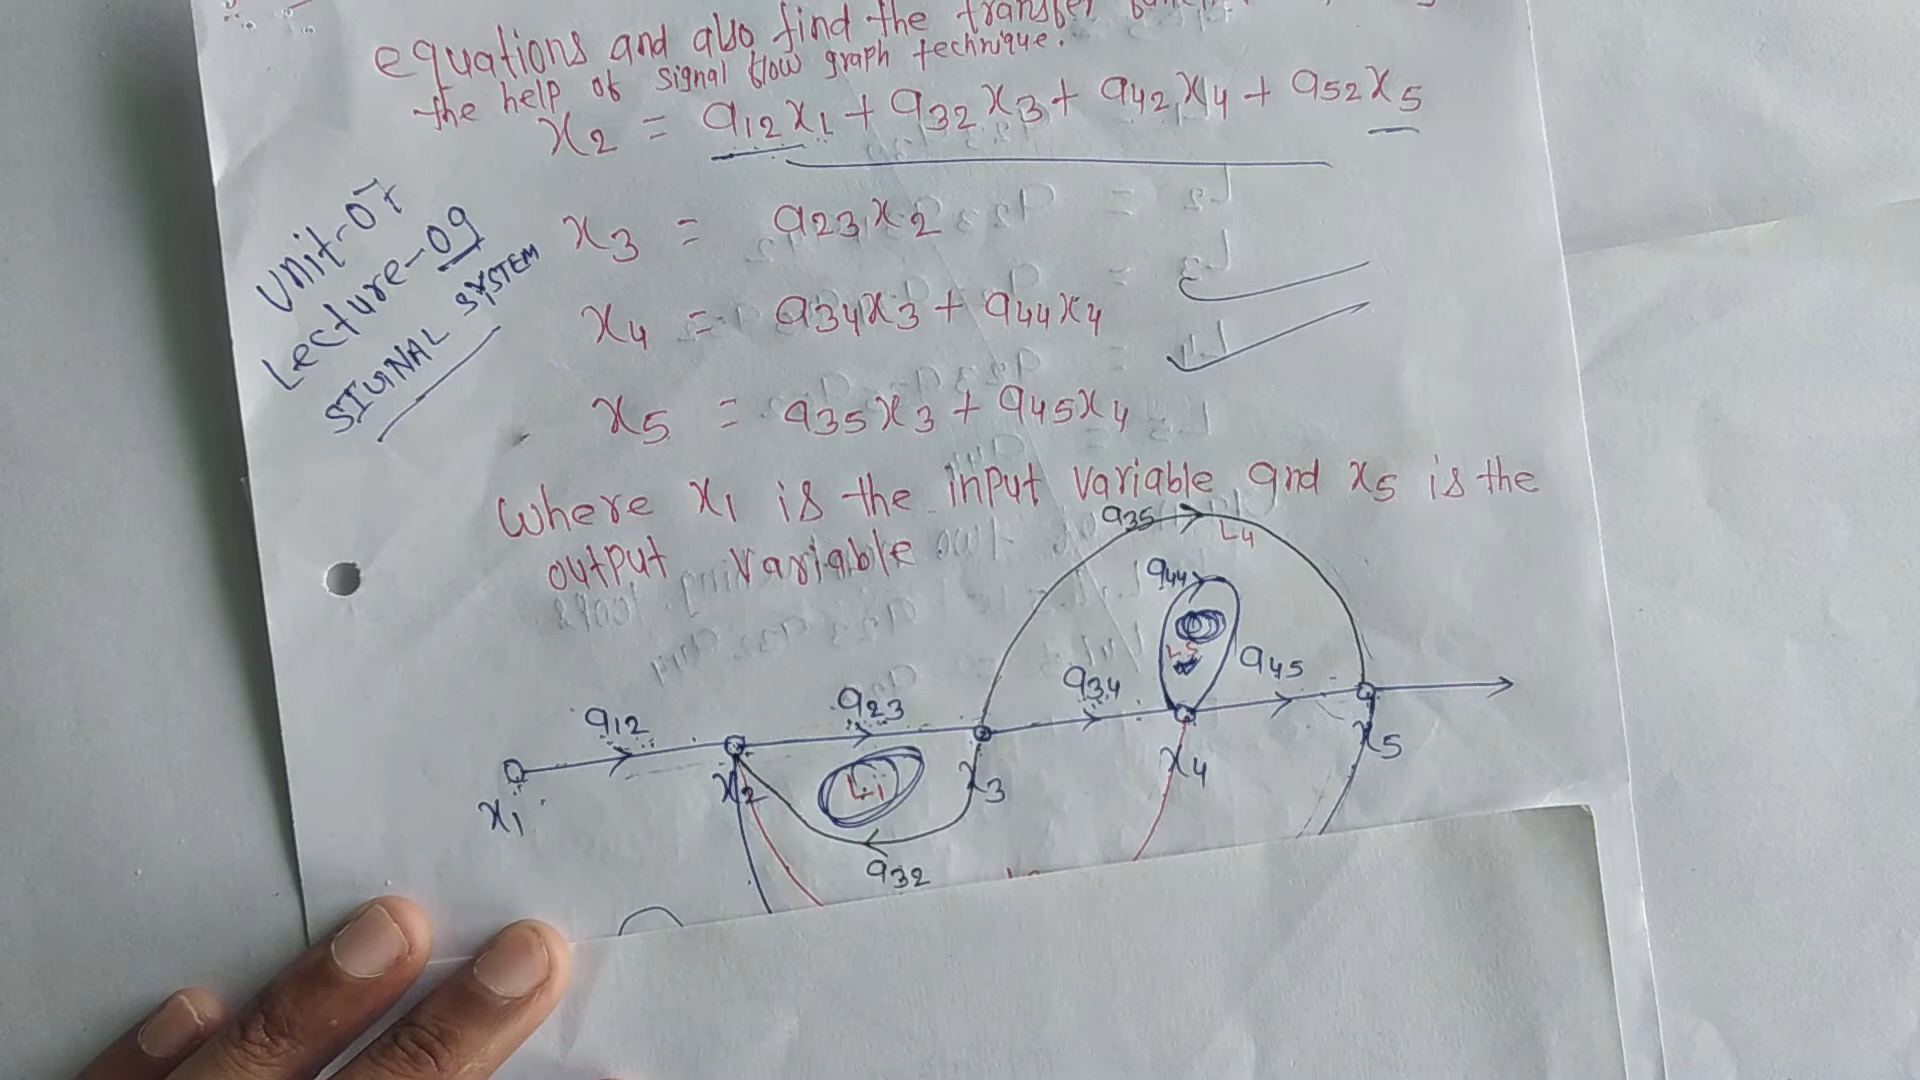 equations and also find the transfer
the help of signal flow graph technique.
x2 = a12x1 + a32x3 + a42x4 + a52x5
Unit-07
Lecture-09
SIGNAL SYSTEM
x3 = a23x2
x4 = a34x3 + a44x4
x5 = a35x3 + a45x4
Where x1 is the input variable and x5 is the
output variable
a35
L4
a44
L5
a45
a34
a23
a12
x5
x4
x3
L1
x2
x1
a32